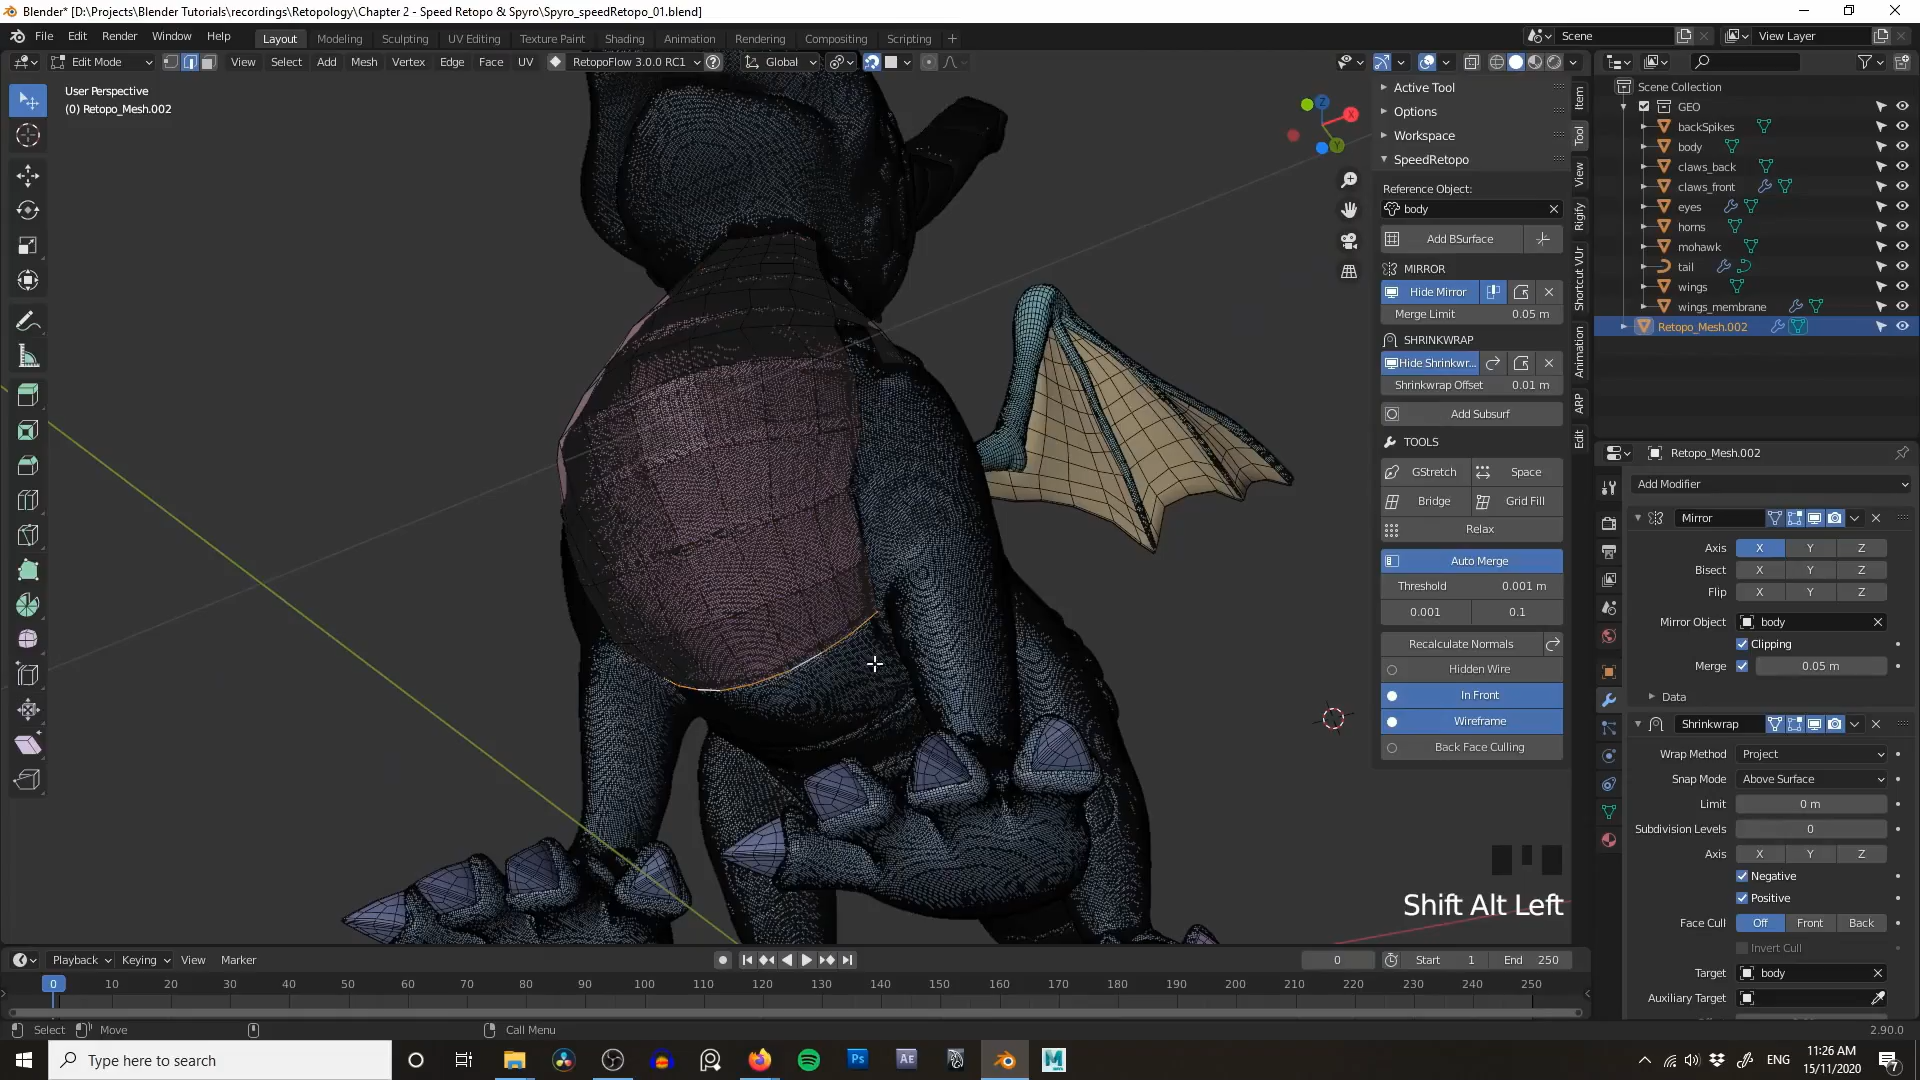 Blender* [D:\Projects\Blender Tutorials\recordings\Retopology\Chapter 2 - Speed Retopo & Spyro\Spyro_speedRetopo_01.blend]
File Edit Render Window Help Layout Modeling Sculpting UV Editing Texture Paint Shading Animation Rendering Compositing Scripting Scene View Layer
Edit Mode View Select Add Mesh Vertex Edge Face UV RetopoFlow 3.0.0 RC1 Global
User Perspective
(0) Retopo_Mesh.002
Active Tool
Options
Workspace
SpeedRetopo
Reference Object:
body
Add BSurface
MIRROR
Hide Mirror
Merge Limit 0.05 m
SHRINKWRAP
Hide Shrinkwr...
Shrinkwrap Offset 0.01 m
Add Subsurf
TOOLS
GStretch Space
Bridge Grid Fill
Relax
Auto Merge
Threshold 0.001 m
0.001 0.1
Recalculate Normals
Hidden Wire
In Front
Wireframe
Back Face Culling
Item
Tool
View
Rigify
Shortcut VUr
Animation
ARP
Edit
Z
X
Y
Shift Alt Left
Scene Collection
GEO
backSpikes
body
claws_back
claws_front
eyes
horns
mohawk
tail
wings
wings_membrane
Retopo_Mesh.002
Retopo_Mesh.002
Add Modifier
Mirror
Axis X Y Z
Bisect X Y Z
Flip X Y Z
Mirror Object body
Clipping
Merge 0.05 m
Data
Shrinkwrap
Wrap Method Project
Snap Mode Above Surface
Limit 0 m
Subdivision Levels 0
Axis X Y Z
Negative
Positive
Face Cull Off Front Back
Invert Cull
Target body
Auxiliary Target
Playback Keying View Marker 0 Start 1 End 250
0 10 20 30 40 50 60 70 80 90 100 110 120 130 140 150 160 170 180 190 200 210 220 230 240 250
Select Move Call Menu 2.90.0
Type here to search
Ps
Ae
M
ENG
11:26 AM
15/11/2020
7